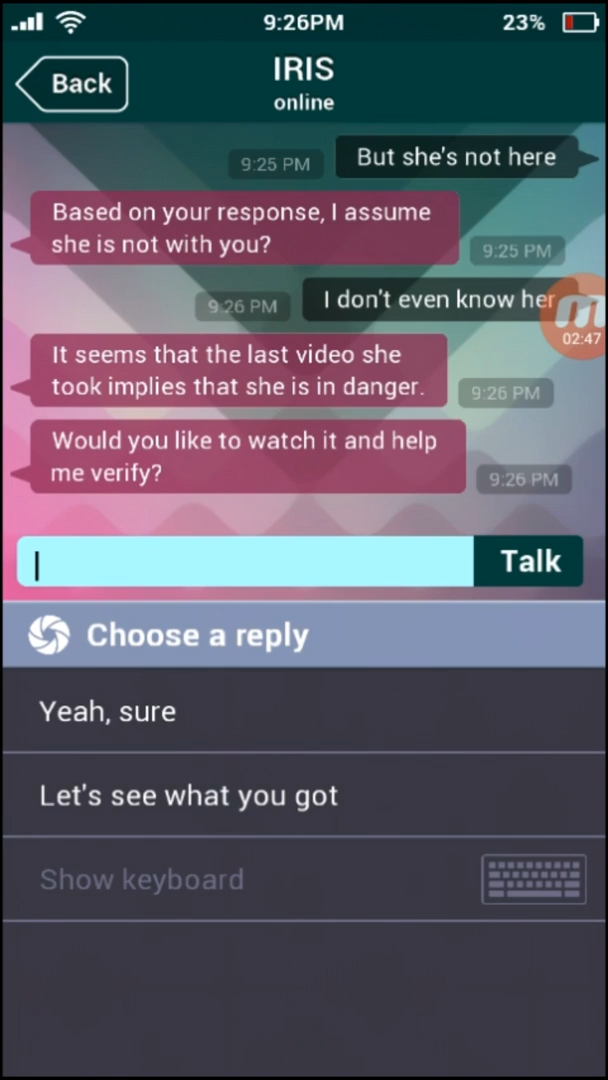 9:26PM
23%
Back
IRIS
online
9:25 PM
But she's not here
Based on your response, I assume
she is not with you?
9:25 PM
9:26 PM
I don't even know her
02:47
It seems that the last video she
took implies that she is in danger.
9:26 PM
Would you like to watch it and help
me verify?
9:26 PM
Talk
Choose a reply
Yeah, sure
Let's see what you got
Show keyboard